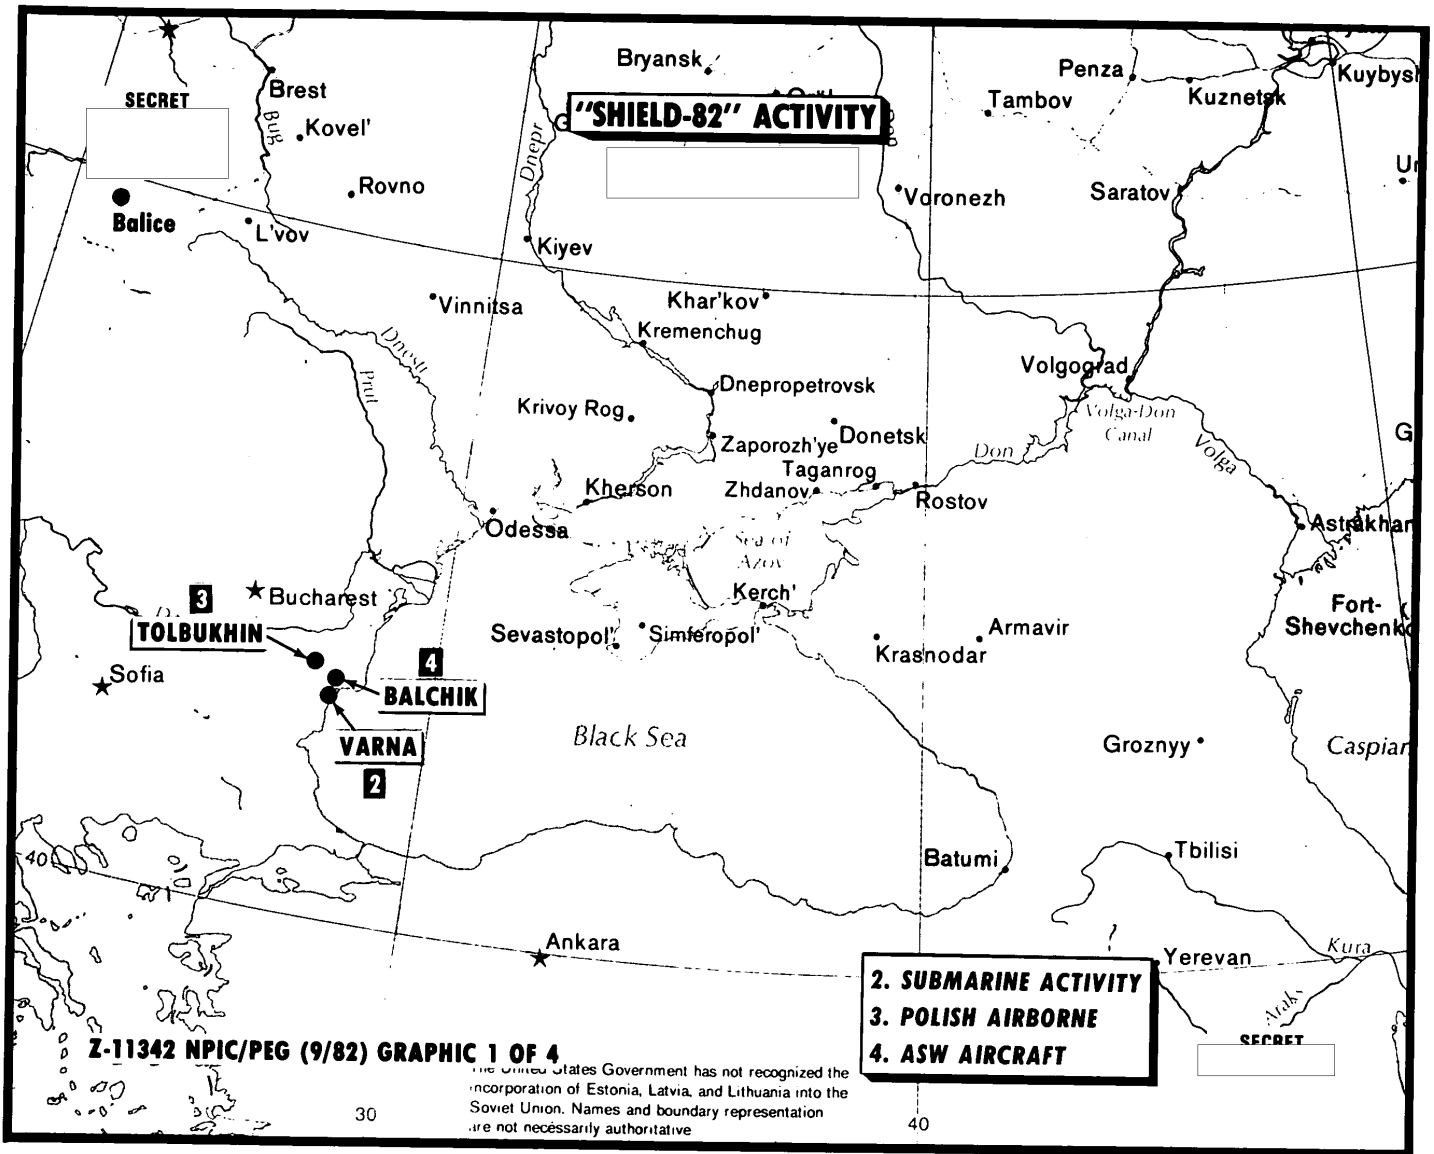 Bryansk
Penza
Kuybysh
Brest
SECRET
Tambov
Kuznetsk
"SHIELD-82" ACTIVITY
Bug
Kovel'
Dnepr
Rovno
Voronezh
Saratov
Balice
L'vov
Kiyev
Vinnitsa
Khar'kov
Kremenchug
Dnestr
Prut
Volgograd
Dnepropetrovsk
Krivoy Rog
Volga-Don
Canal
Zaporozh'ye
Donetsk
Don
Volga
Taganrog
Kherson
Zhdanov
Rostov
Odessa
Astrakhan
Sea of
Azov
3
Bucharest
Kerch'
Fort-
Shevchenko
TOLBUKHIN
Sevastopol'
Simferopol'
Armavir
Krasnodar
4
Sofia
BALCHIK
Black Sea
VARNA
Groznyy
Caspian
2
40
Batumi
Tbilisi
Ankara
Kura
Yerevan
2. SUBMARINE ACTIVITY
3. POLISH AIRBORNE
4. ASW AIRCRAFT
Araks
SECRET
Z-11342 NPIC/PEG (9/82) GRAPHIC 1 OF 4
The United States Government has not recognized the
incorporation of Estonia, Latvia, and Lithuania into the
Soviet Union. Names and boundary representation
are not necessarily authoritative
30
40